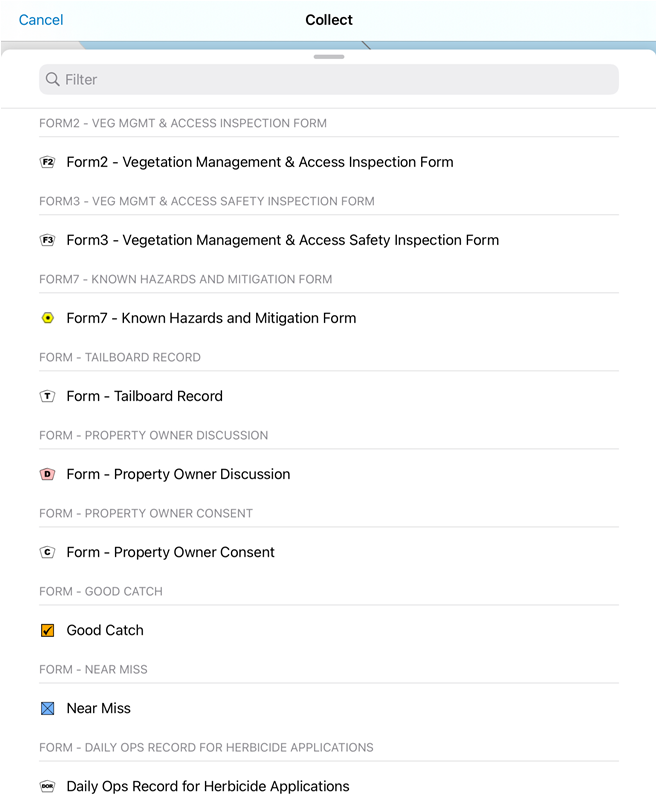 Cancel
Collect
Filter
FORM2 - VEG MGMT & ACCESS INSPECTION FORM
F2 Form2 - Vegetation Management & Access Inspection Form
FORM3 - VEG MGMT & ACCESS SAFETY INSPECTION FORM
F3 Form3 - Vegetation Management & Access Safety Inspection Form
FORM7 - KNOWN HAZARDS AND MITIGATION FORM
Form7 - Known Hazards and Mitigation Form
FORM - TAILBOARD RECORD
T Form - Tailboard Record
FORM - PROPERTY OWNER DISCUSSION
D Form - Property Owner Discussion
FORM - PROPERTY OWNER CONSENT
C Form - Property Owner Consent
FORM - GOOD CATCH
Good Catch
FORM - NEAR MISS
Near Miss
FORM - DAILY OPS RECORD FOR HERBICIDE APPLICATIONS
DOR Daily Ops Record for Herbicide Applications